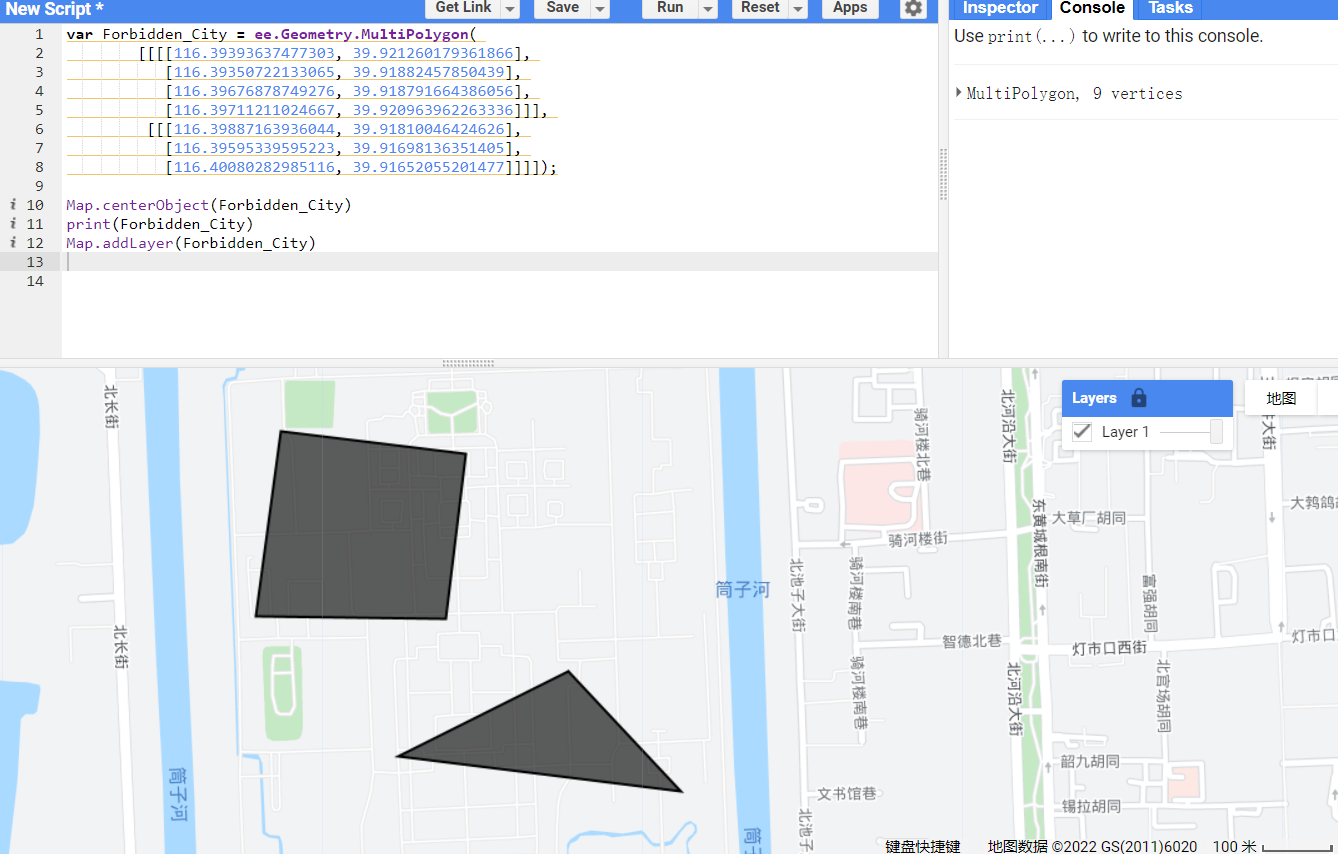 New Script *
Get Link
Save
Run
Reset
Apps
Inspector
Console
Tasks
1 var Forbidden_City = ee.Geometry.MultiPolygon(
2 [[[[116.39393637477303, 39.921260179361866],
3 [116.39350722133065, 39.91882457850439],
4 [116.39676878749276, 39.918791664386056],
5 [116.39711211024667, 39.920963962263336]]],
6 [[[116.39887163936044, 39.91810046424626],
7 [116.39595339595223, 39.91698136351405],
8 [116.40080282985116, 39.91652055201477]]]]);
9
i 10 Map.centerObject(Forbidden_City)
i 11 print(Forbidden_City)
i 12 Map.addLayer(Forbidden_City)
13
14
Use print(...) to write to this console.
MultiPolygon, 9 vertices
Layers
Layer 1
地图
北长街
北长街
筒子河
筒子河
北池子大街
北池子
骑河楼北巷
骑河楼街
骑河楼南巷
骑河楼南巷
北河沿大街
北河沿大街
东黄城根南街
大草厂胡同
富强胡同
智德北巷
灯市口西街
灯市口
北官场胡同
韶九胡同
锡拉胡同
文书馆巷
键盘快捷键
地图数据 ©2022 GS(2011)6020
100 米